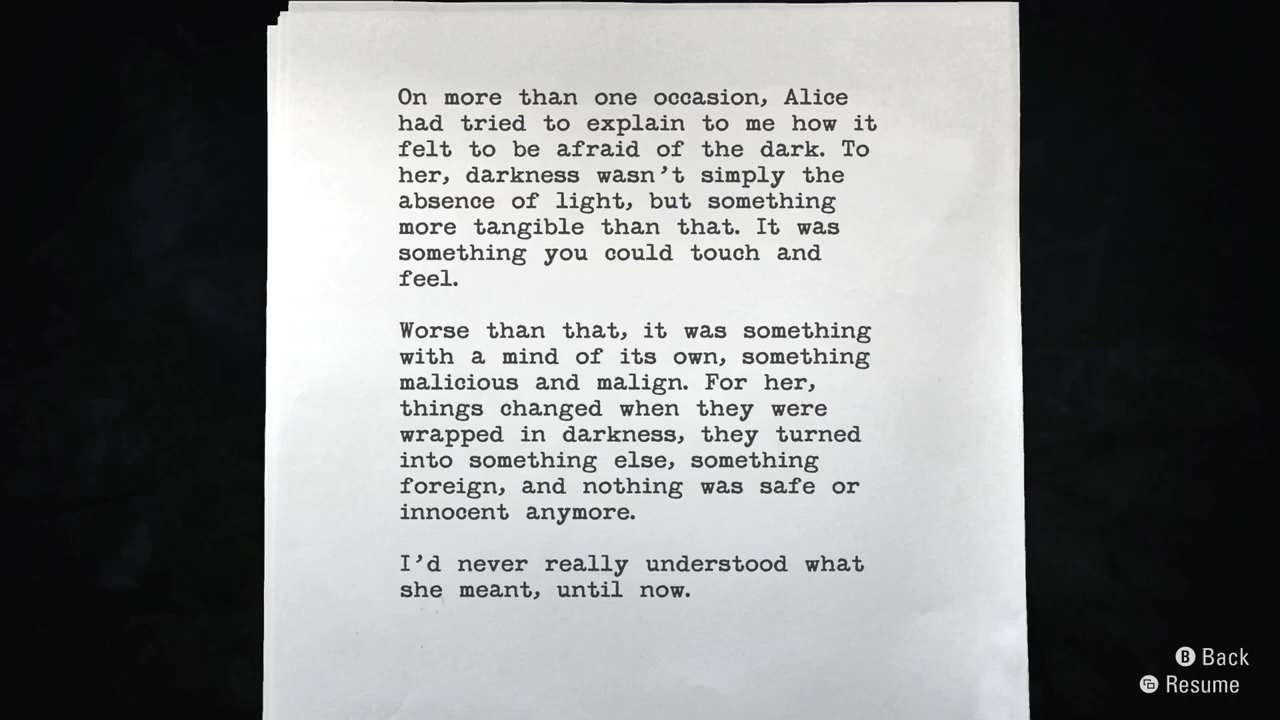 On more than one occasion, Alice
had tried to explain to me how it
felt to be afraid of the dark. To
her, darkness wasn't simply the
absence of light, but something
more tangible than that. It was
something you could touch and
feel.
Worse than that, it was something
with a mind of its own, something
malicious and malign. For her,
things changed when they were
wrapped in darkness, they turned
into something else, something
foreign, and nothing was safe or
innocent anymore.
I'd never really understood what
she meant, until now.
B Back
Resume